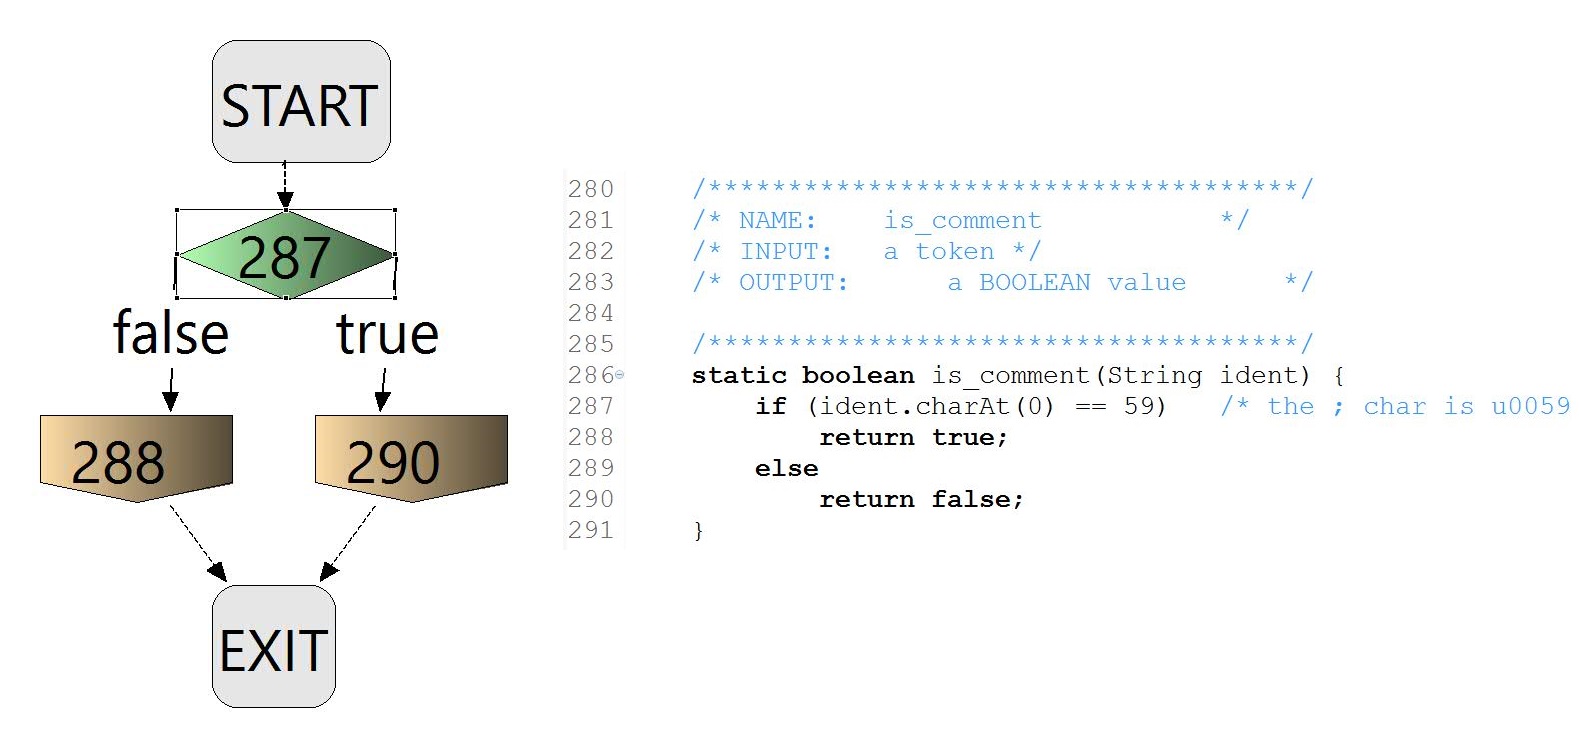 START
287
false
true
288
290
EXIT
280 /*************************************/
281 /* NAME: is_comment */
282 /* INPUT: a token */
283 /* OUTPUT: a BOOLEAN value */
284
285 /*************************************/
286 static boolean is_comment(String ident) {
287 if (ident.charAt(0) == 59) /* the ; char is u0059
288 return true;
289 else
290 return false;
291 }